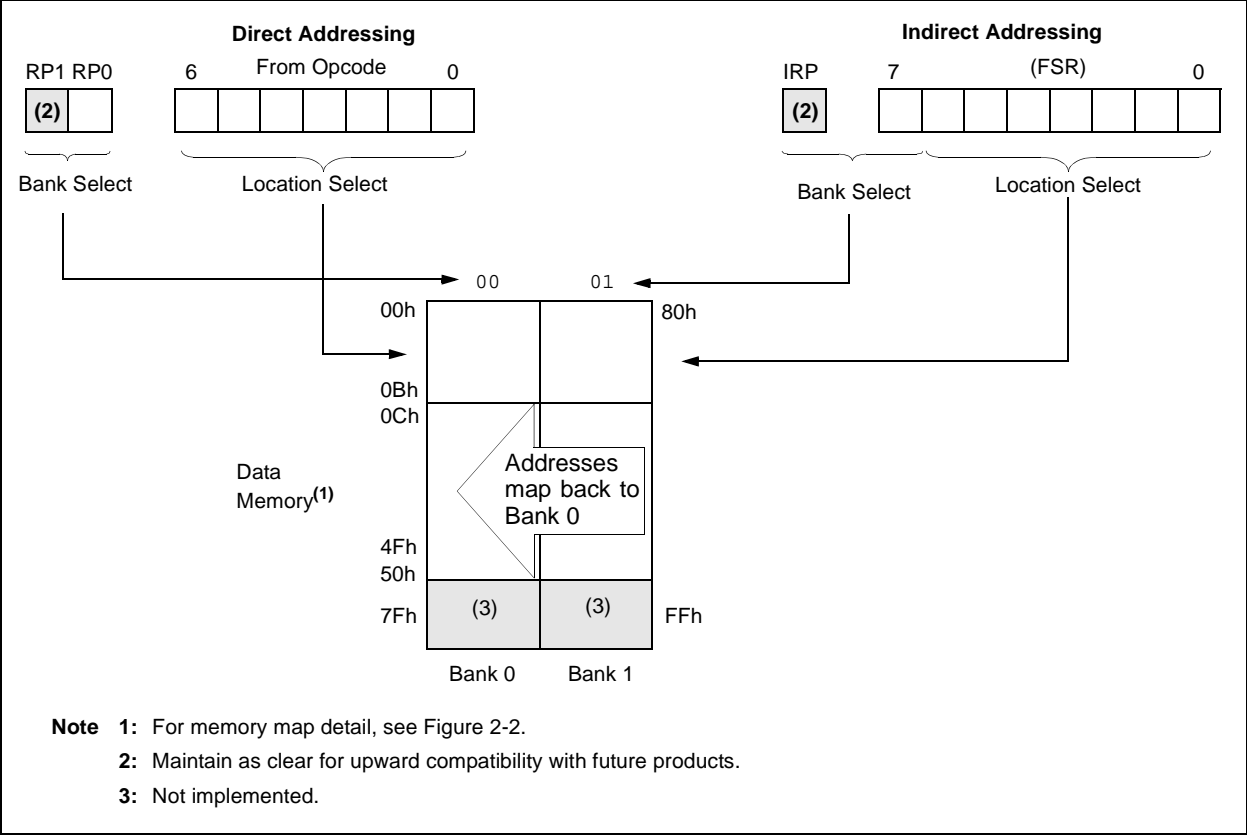 Direct Addressing
Indirect Addressing
RP1 RP0 6 From Opcode 0
IRP 7 (FSR) 0
(2)
(2)
Bank Select Location Select
Bank Select Location Select
00 01
00h
80h
0Bh
0Ch
Data
Memory(1)
Addresses
map back to
Bank 0
4Fh
50h
7Fh
(3) (3)
FFh
Bank 0 Bank 1
Note 1: For memory map detail, see Figure 2-2.
2: Maintain as clear for upward compatibility with future products.
3: Not implemented.